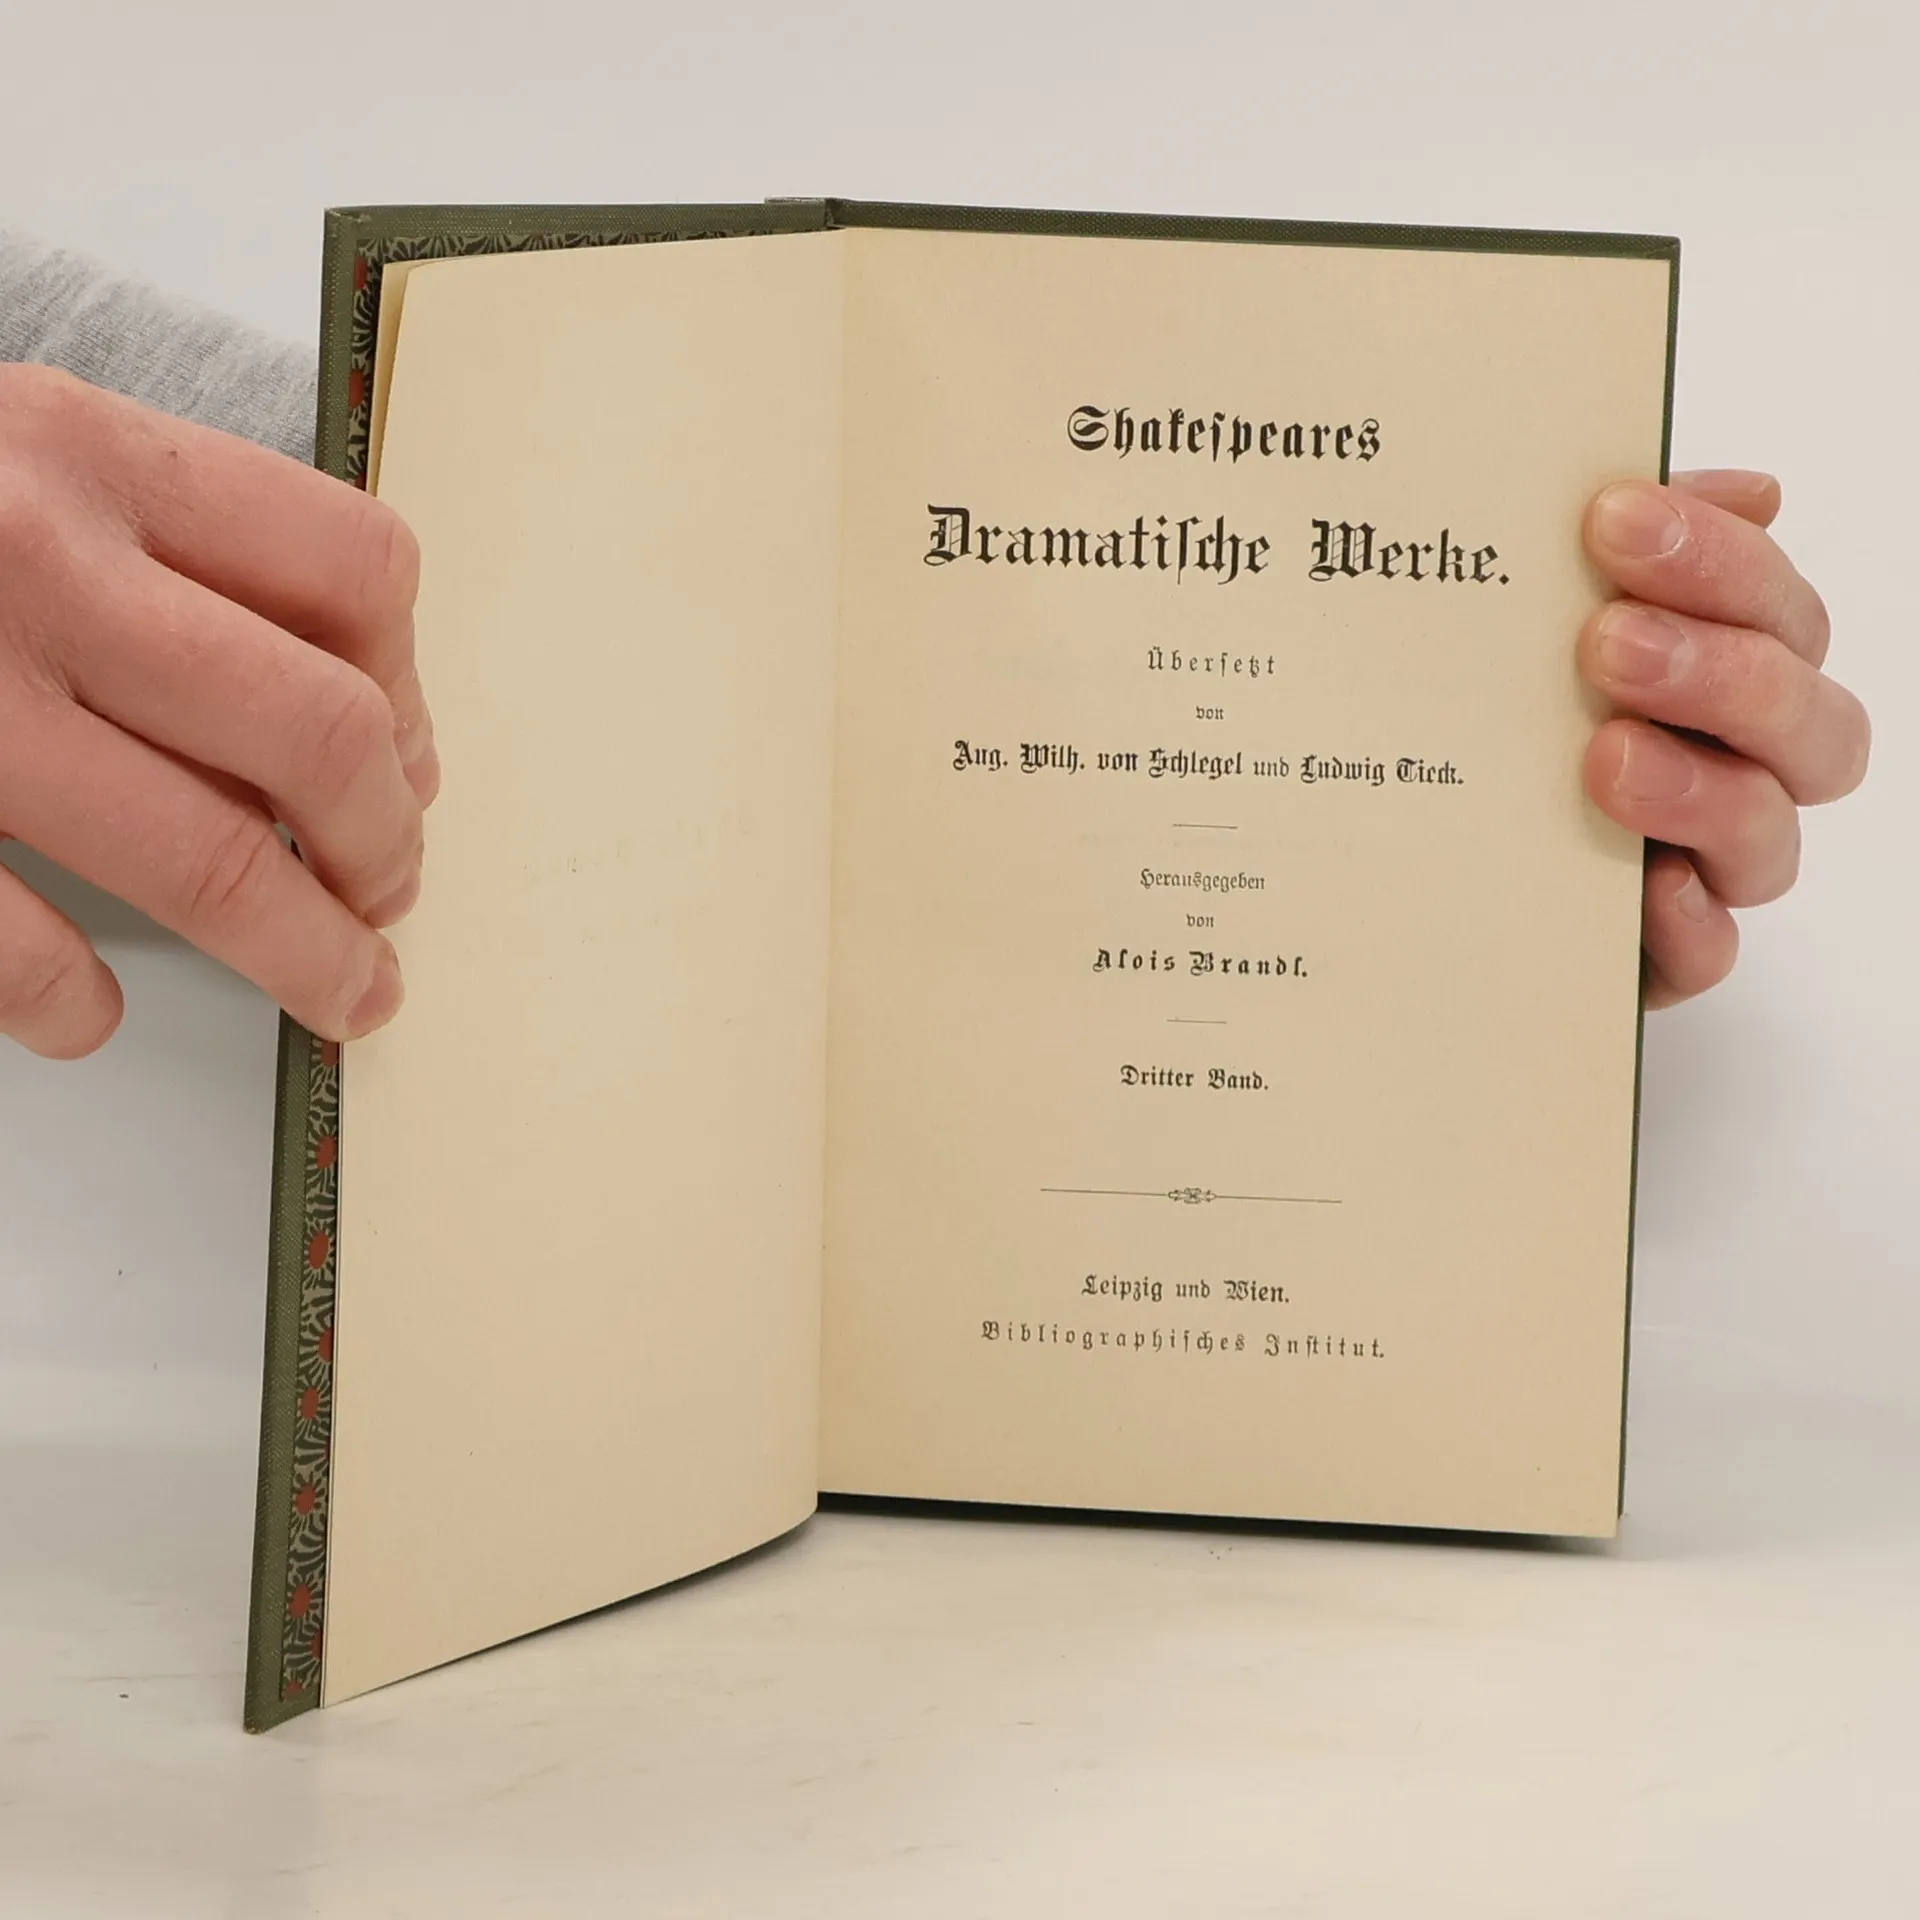 Shakeſpeares
Dramatiſche Werke.
Überſetzt
von
Aug. Wilh. von Schlegel und Ludwig Tieck.
Herausgegeben
von
Alois Brandl.
Dritter Band.
Leipzig und Wien.
Bibliographiſches Inſtitut.